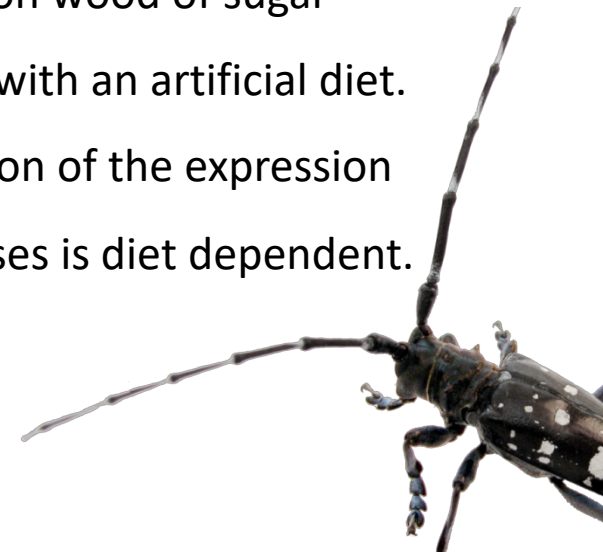 on wood of sugar
with an artificial diet.
on of the expression
ses is diet dependent.